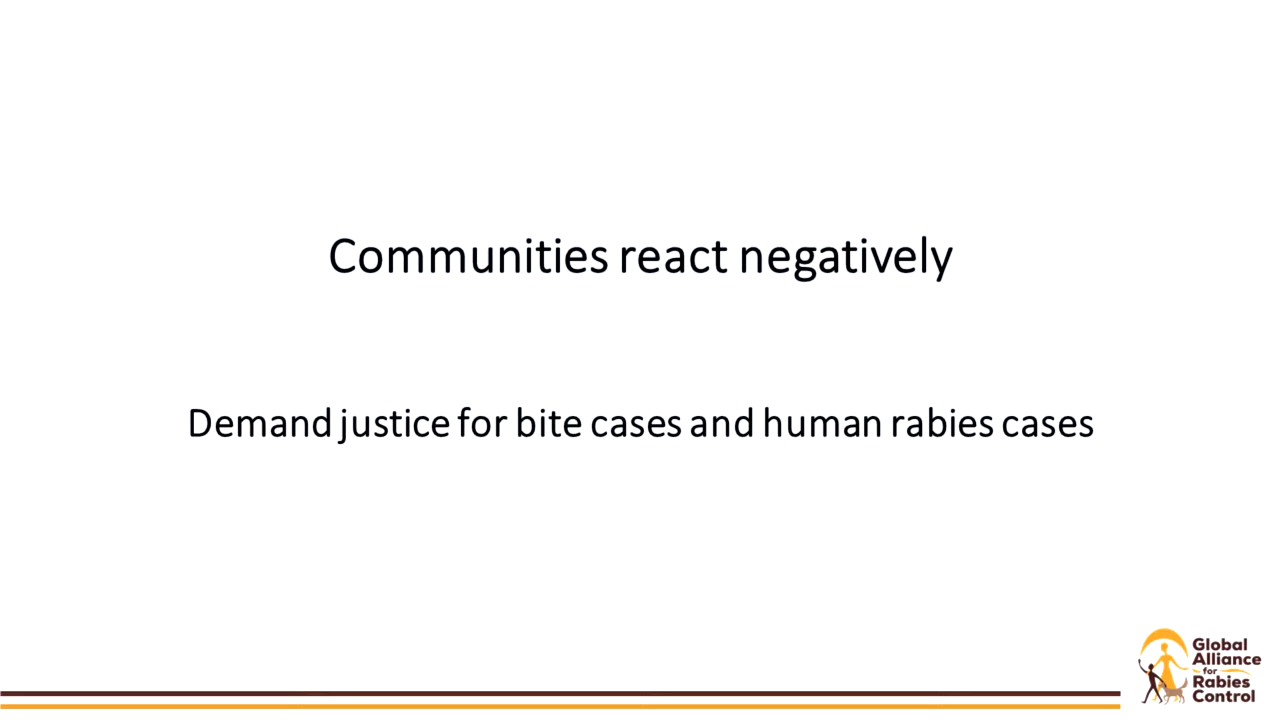 Communities react negatively
Demand justice for bite cases and human rabies cases
Global
Alliance
for
Rabies
Control